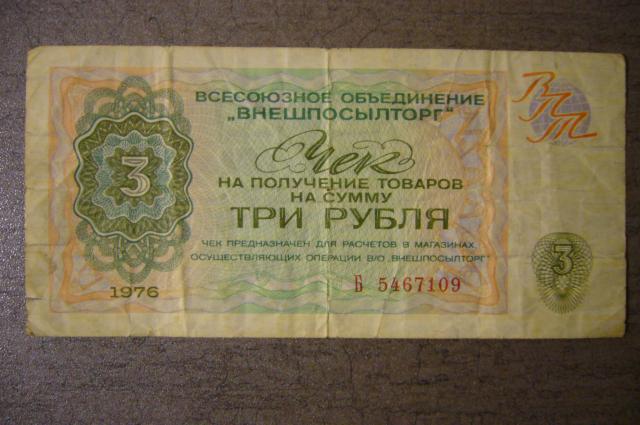 ВСЕСОЮЗНОЕ ОБЪЕДИНЕНИЕ
„ВНЕШПОСЫЛТОРГ"
ВПТ
Чек
3
НА ПОЛУЧЕНИЕ ТОВАРОВ
НА СУММУ
ТРИ РУБЛЯ
ЧЕК ПРЕДНАЗНАЧЕН ДЛЯ РАСЧЕТОВ В МАГАЗИНАХ,
ОСУЩЕСТВЛЯЮЩИХ ОПЕРАЦИИ В/О „ВНЕШПОСЫЛТОРГ"
3
1976
Б 5467109